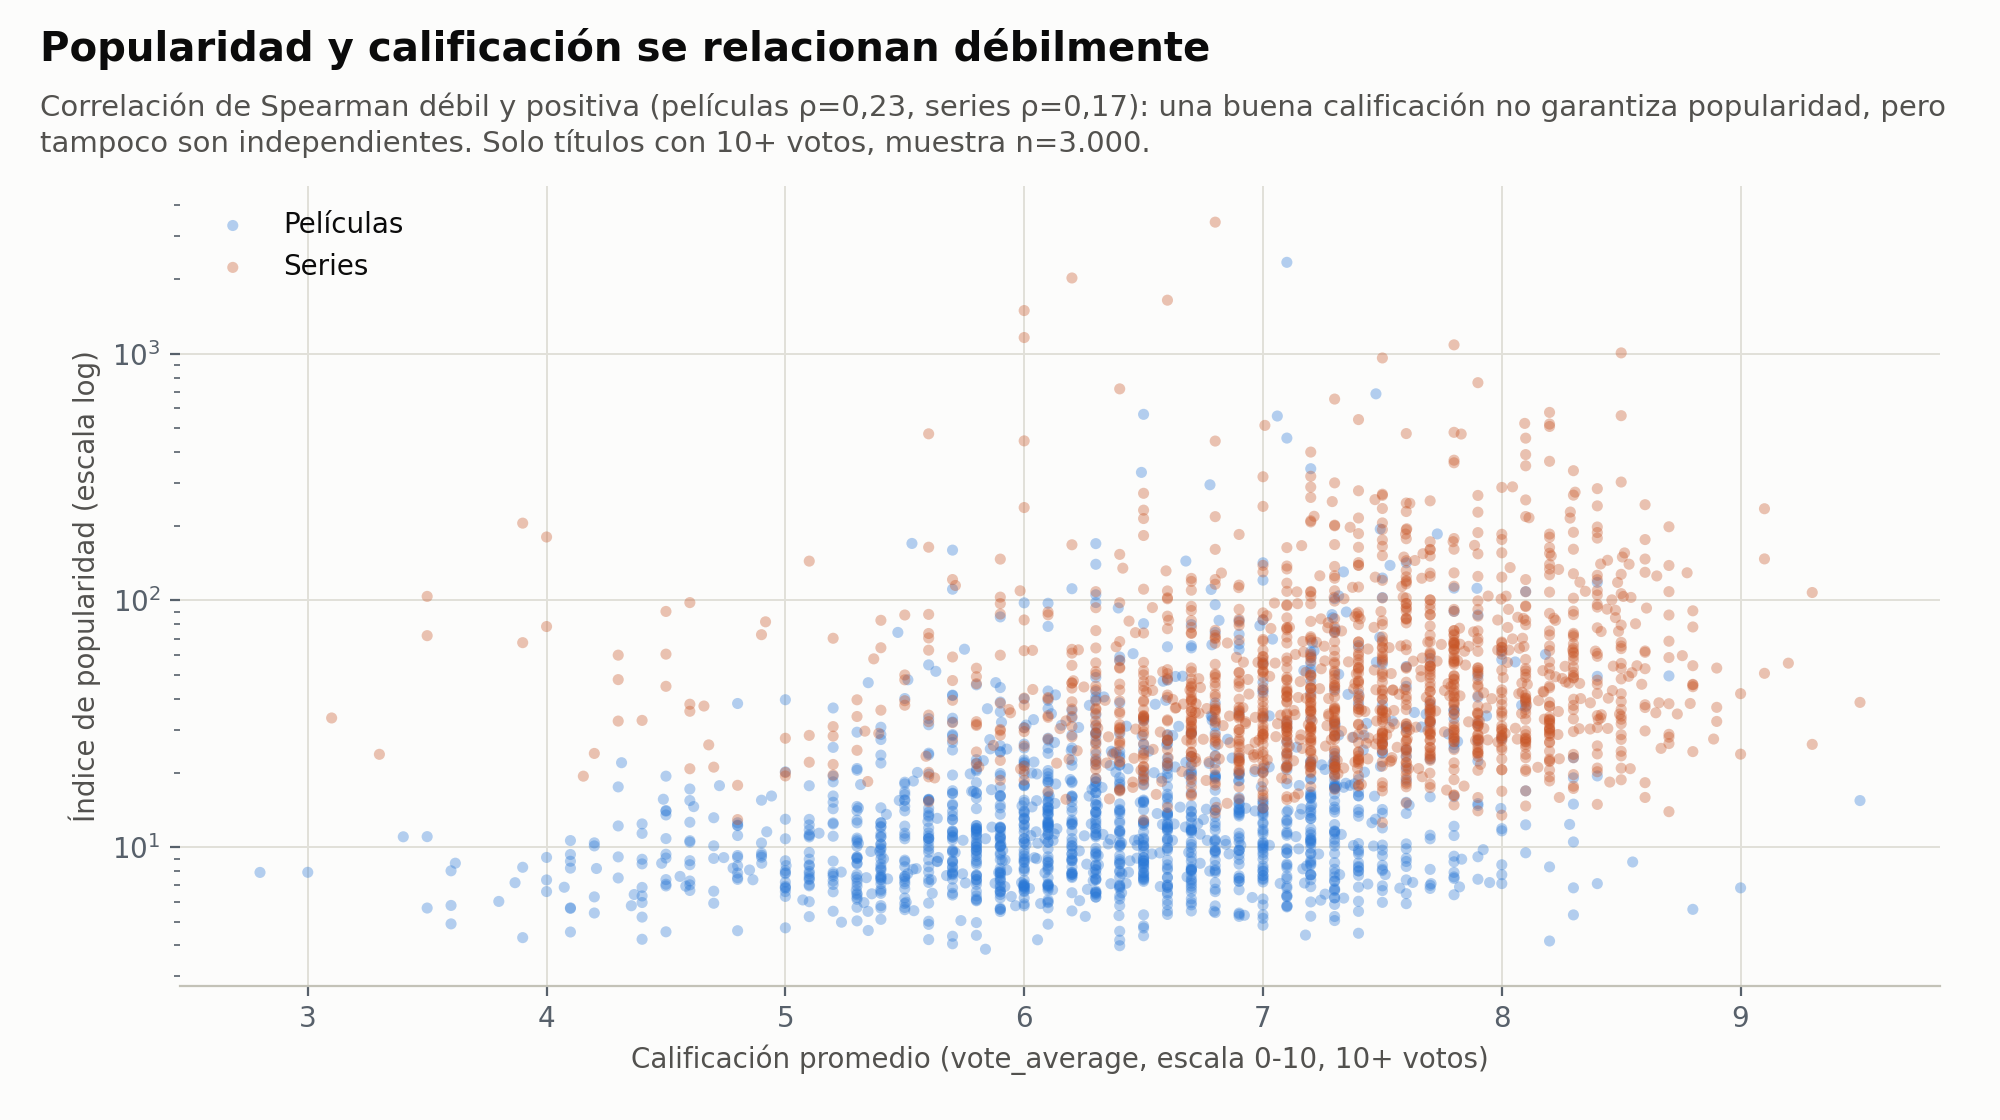 Popularidad y calificación se relacionan débilmente
Correlación de Spearman débil y positiva (películas ρ=0,23, series ρ=0,17): una buena calificación no garantiza popularidad, pero
tampoco son independientes. Solo títulos con 10+ votos, muestra n=3.000.
Películas
Series
Índice de popularidad (escala log)
10³
10²
10¹
3 4 5 6 7 8 9
Calificación promedio (vote_average, escala 0-10, 10+ votos)